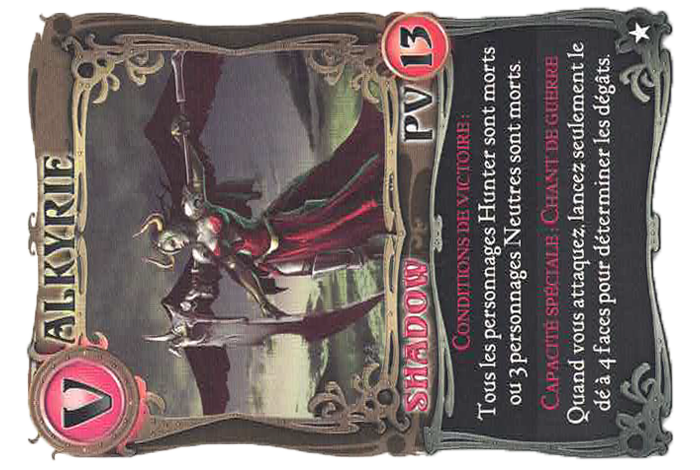 VALKYRIE
SHADOW PV 13
CONDITIONS DE VICTOIRE :
Tous les personnages Hunter sont morts
ou 3 personnages Neutres sont morts.
CAPACITÉ SPÉCIALE : CHANT DE GUERRE
Quand vous attaquez, lancez seulement le
dé à 4 faces pour déterminer les dégâts.